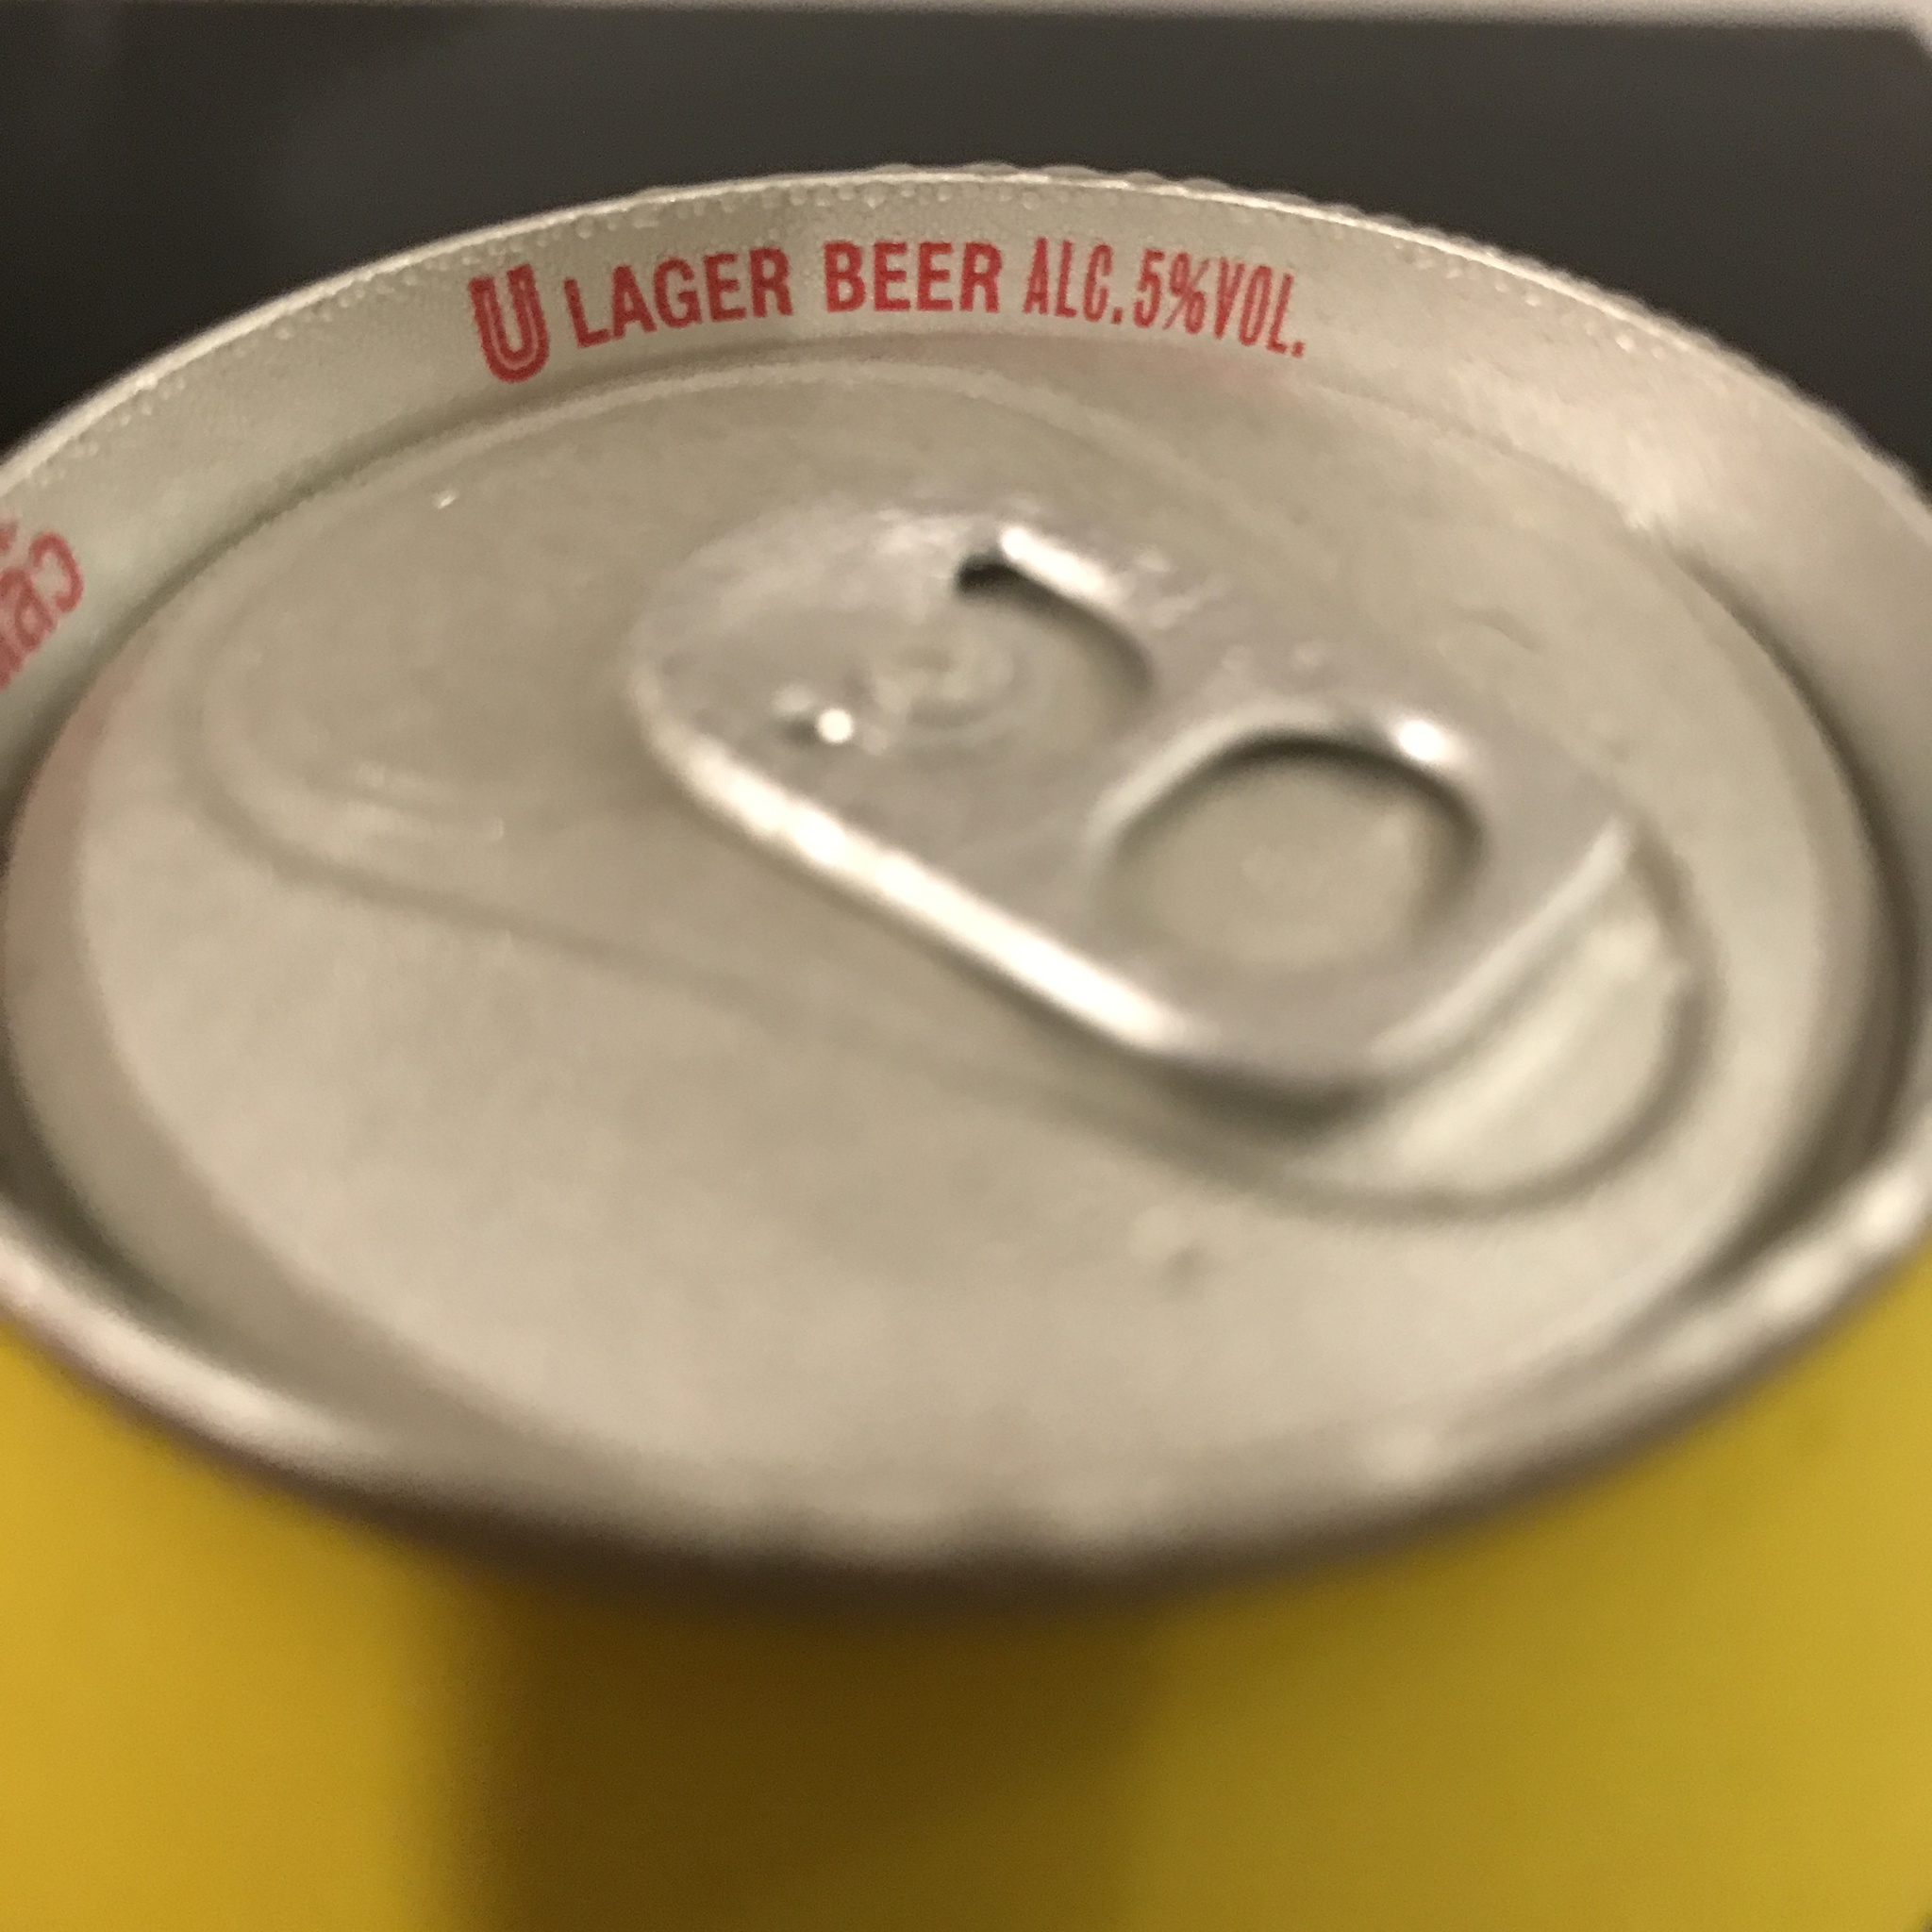 U LAGER BEER ALC. 5% VOL.